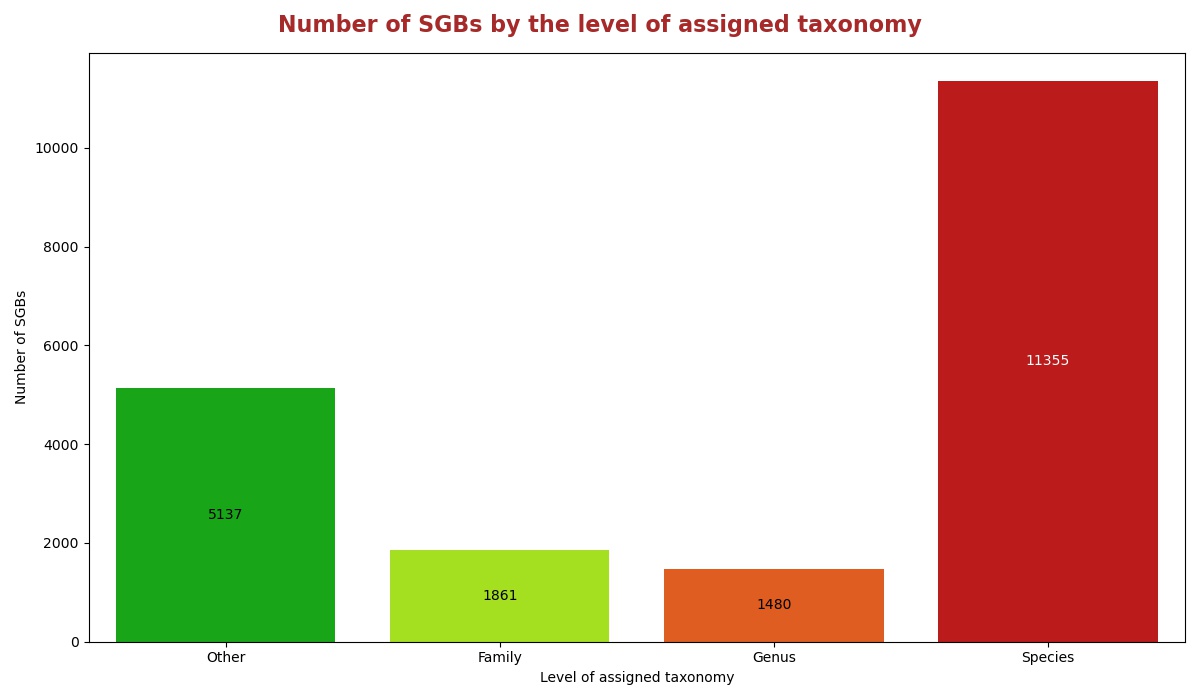 Number of SGBs by the level of assigned taxonomy
Number of SGBs
10000
8000
6000
4000
2000
0
5137
1861
1480
11355
Other
Family
Genus
Species
Level of assigned taxonomy